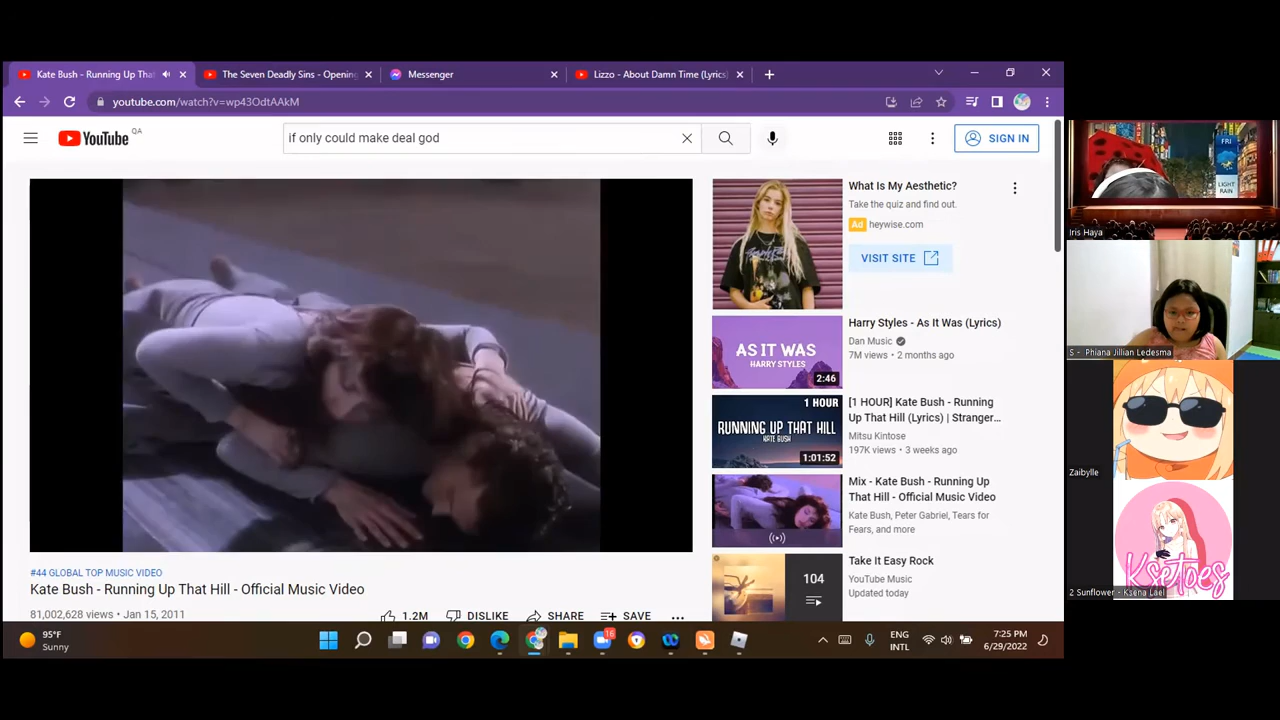 Kate Bush - Running Up That
The Seven Deadly Sins - Opening
Messenger
Lizzo - About Damn Time (Lyrics)
youtube.com/watch?v=wp43OdtAAkM
YouTube QA
if only could make deal god
SIGN IN
What Is My Aesthetic?
Take the quiz and find out.
Ad heywise.com
VISIT SITE
AS IT WAS
HARRY STYLES
2:46
Harry Styles - As It Was (Lyrics)
Dan Music
7M views • 2 months ago
1 HOUR
RUNNING UP THAT HILL
KATE BUSH
1:01:52
[1 HOUR] Kate Bush - Running
Up That Hill (Lyrics) | Stranger...
Mitsu Kintose
197K views • 3 weeks ago
Mix - Kate Bush - Running Up
That Hill - Official Music Video
Kate Bush, Peter Gabriel, Tears for
Fears, and more
104
Take It Easy Rock
YouTube Music
Updated today
#44 GLOBAL TOP MUSIC VIDEO
Kate Bush - Running Up That Hill - Official Music Video
81,002,628 views • Jan 15, 2011
1.2M
DISLIKE
SHARE
SAVE
95°F
Sunny
16
ENG
INTL
7:25 PM
6/29/2022
FRI
LIGHT
RAIN
Iris Haya
S - Phiana Jillian Ledesma
Zaibylle
Ksetoes
2 Sunflower - Ksena Lael